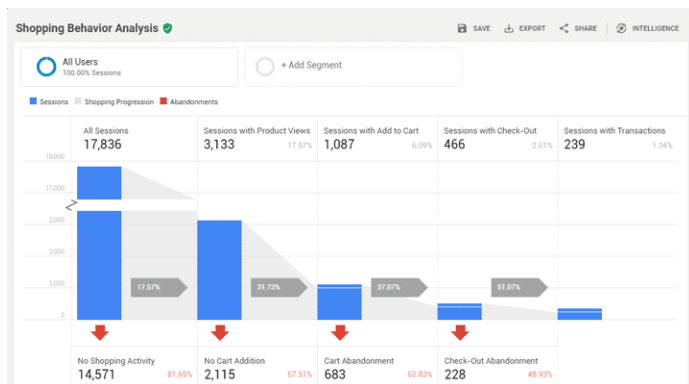 Shopping Behavior Analysis
SAVE EXPORT SHARE INTELLIGENCE
All Users
100.00% Sessions
+ Add Segment
Sessions Shopping Progression Abandonments
All Sessions Sessions with Product Views Sessions with Add to Cart Sessions with Check-Out Sessions with Transactions
17,836 3,133 17.57% 1,087 6.09% 466 2.61% 239 1.34%
18,000
17,000
3,000
2,000
1,000
17.57% 31.73% 37.07% 51.07%
0
No Shopping Activity No Cart Addition Cart Abandonment Check-Out Abandonment
14,571 81.69% 2,115 67.51% 683 62.83% 228 48.93%